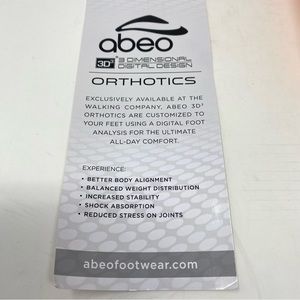 abeo
3D³ 3 DIMENSIONAL
DIGITAL DESIGN
ORTHOTICS
EXCLUSIVELY AVAILABLE AT THE
WALKING COMPANY, ABEO 3D³
ORTHOTICS ARE CUSTOMIZED TO
YOUR FEET USING A DIGITAL FOOT
ANALYSIS FOR THE ULTIMATE
ALL-DAY COMFORT.
EXPERIENCE:
• BETTER BODY ALIGNMENT
• BALANCED WEIGHT DISTRIBUTION
• INCREASED STABILITY
• SHOCK ABSORPTION
• REDUCED STRESS ON JOINTS
abeofootwear.com